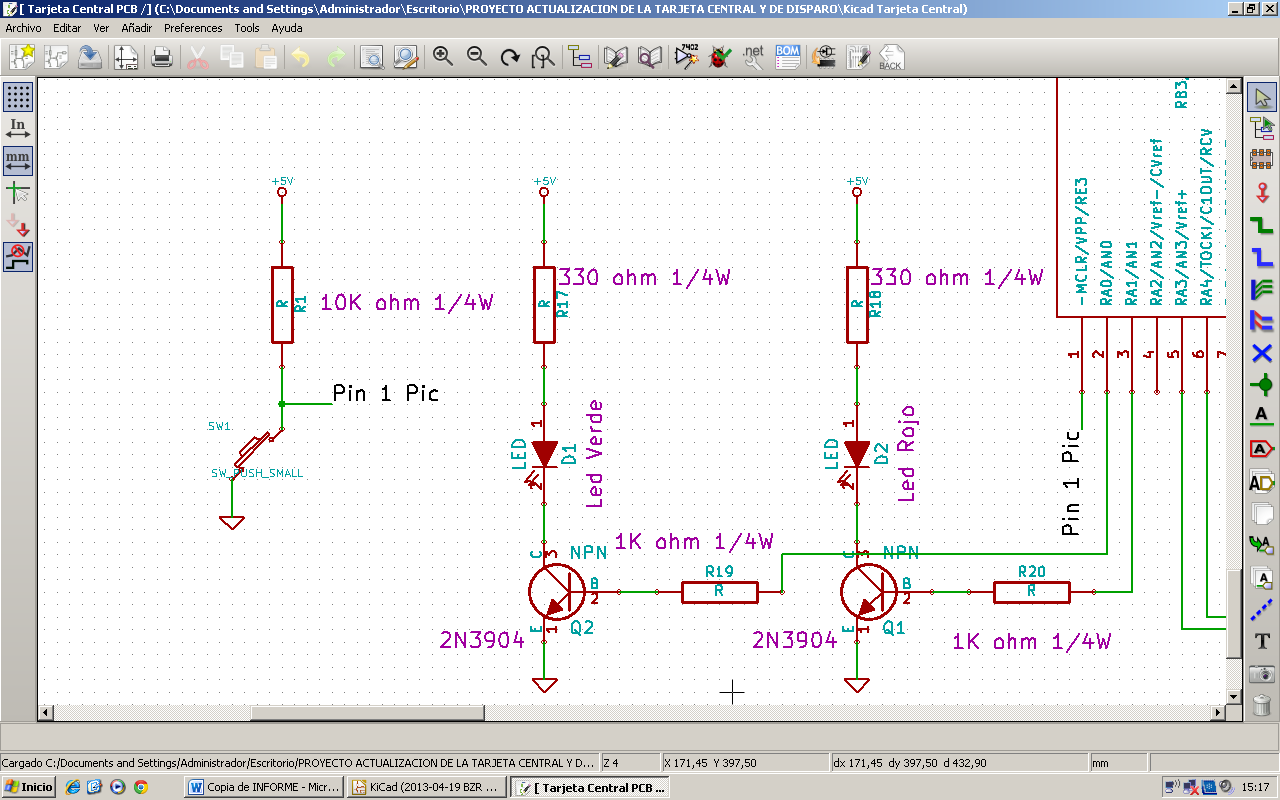 [ Tarjeta Central PCB /] (C:\Documents and Settings\Administrador\Escritorio\PROYECTO ACTUALIZACION DE LA TARJETA CENTRAL Y DE DISPARO\Kicad Tarjeta Central)
Archivo Editar Ver Añadir Preferences Tools Ayuda
7402 .net BOM BACK
In
mm
+5V +5V +5V
R R1 10K ohm 1/4W
R R17 330 ohm 1/4W
R R18 330 ohm 1/4W
-MCLR/VPP/RE3
RA0/AN0
RA1/AN1
RA2/AN2/Vref-/CVref
RA3/AN3/Vref+
RB3/
RA4/TOCKI/C1OUT/RCV
1 2 3 4 5 6 7
Pin 1 Pic
SW1
SW_PUSH_SMALL
1 LED D1 2 Led Verde
1 LED D2 2 Led Rojo
Pin 1 Pic
C 3 NPN 1K ohm 1/4W
B 2 R19 R
E 1 Q2
2N3904
C 3 NPN
B 2 R20 R
E 1 Q1
2N3904 1K ohm 1/4W
A
A
A
A
A
T
Cargado C:/Documents and Settings/Administrador/Escritorio/PROYECTO ACTUALIZACION DE LA TARJETA CENTRAL Y D... Z 4 X 171,45 Y 397,50 dx 171,45 dy 397,50 d 432,90 mm
Inicio Copia de INFORME - Micr... KiCad (2013-04-19 BZR ... [ Tarjeta Central PCB ... 15:17